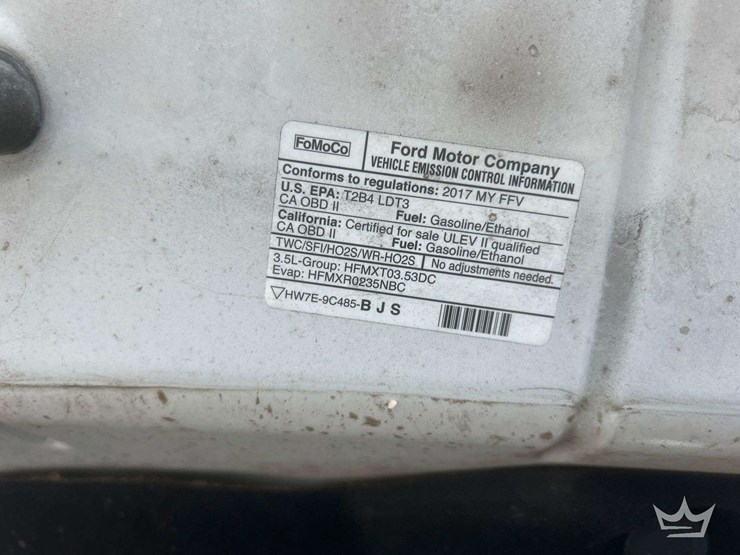 FoMoCo
Ford Motor Company
VEHICLE EMISSION CONTROL INFORMATION
Conforms to regulations: 2017 MY FFV
U.S. EPA: T2B4 LDT3
CA OBD II Fuel: Gasoline/Ethanol
California: Certified for sale ULEV II qualified
CA OBD II Fuel: Gasoline/Ethanol
TWC/SFI/HO2S/WR-HO2S No adjustments needed.
3.5L-Group: HFMXT03.53DC
Evap: HFMXR0235NBC
HW7E-9C485-B J S